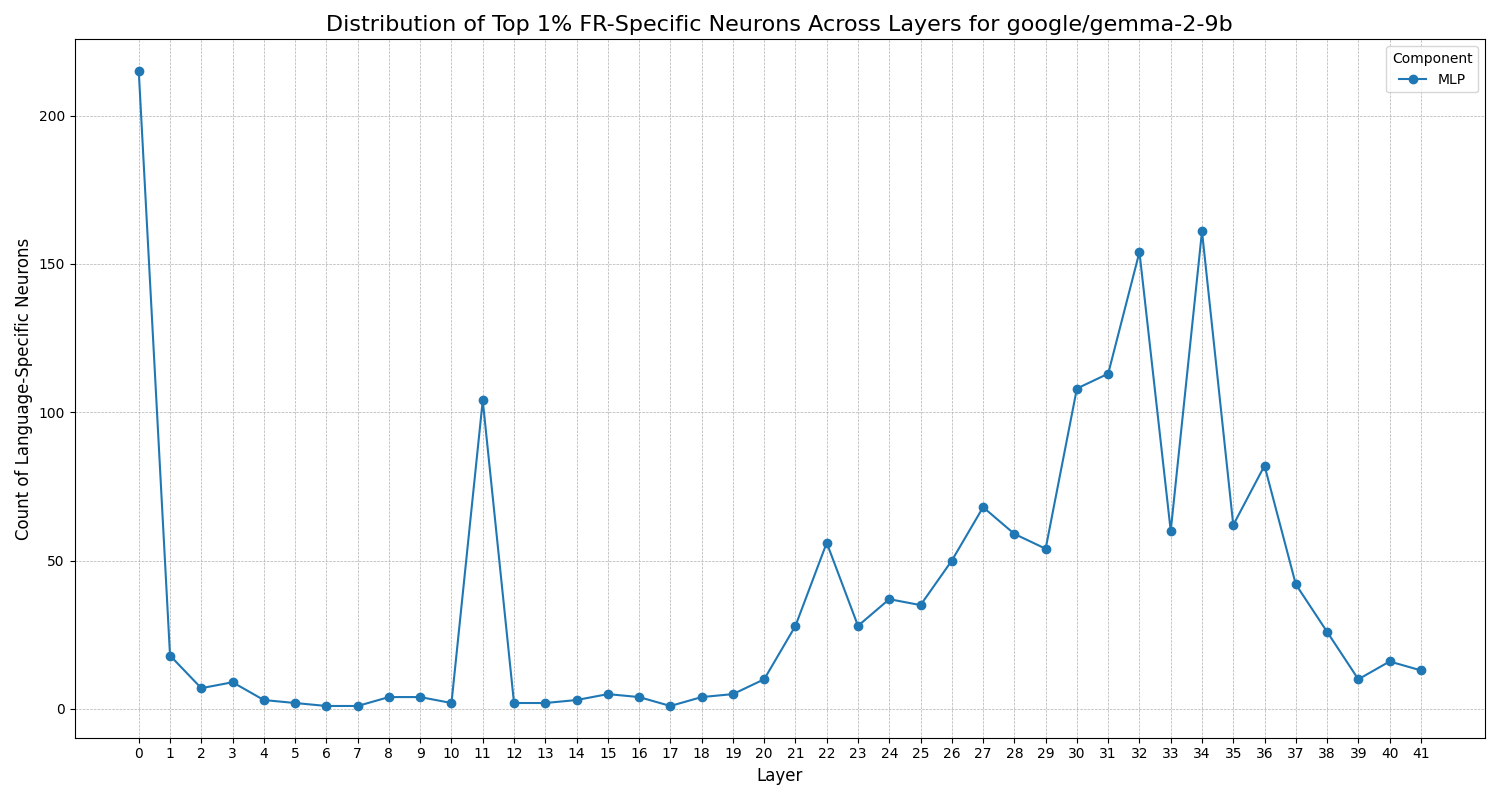 Distribution of Top 1% FR-Specific Neurons Across Layers for google/gemma-2-9b
Component
MLP
Count of Language-Specific Neurons
200
150
100
50
0
0 1 2 3 4 5 6 7 8 9 10 11 12 13 14 15 16 17 18 19 20 21 22 23 24 25 26 27 28 29 30 31 32 33 34 35 36 37 38 39 40 41
Layer